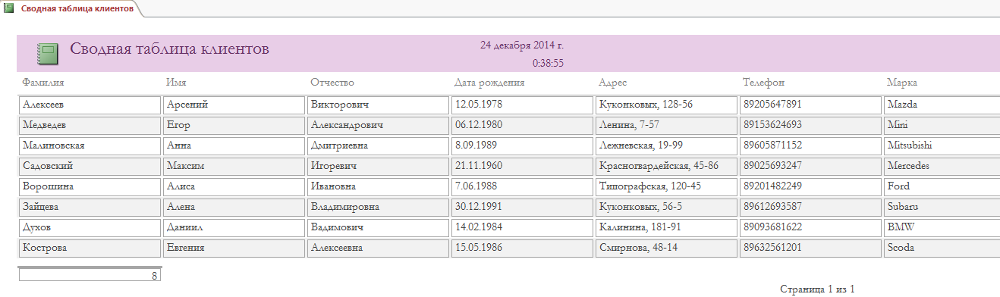 Сводная таблица клиентов
Сводная таблица клиентов 24 декабря 2014 г.
0:38:55
Фамилия Имя Отчество Дата рождения Адрес Телефон Марка
Алексеев Арсений Викторович 12.05.1978 Куконковых, 128-56 89205647891 Mazda
Медведев Егор Александрович 06.12.1980 Ленина, 7-57 89153624693 Mini
Малиновская Анна Дмитриевна 8.09.1989 Лежневская, 19-99 89605871152 Mitsubishi
Садовский Максим Игоревич 21.11.1960 Красногвардейская, 45-86 89025693247 Mercedes
Ворошина Алиса Ивановна 7.06.1988 Типографская, 120-45 89201482249 Ford
Зайцева Алена Владимировна 30.12.1991 Куконковых, 56-5 89612693587 Subaru
Духов Даниил Вадимович 14.02.1984 Калинина, 181-91 89093681622 BMW
Кострова Евгения Алексеевна 15.05.1986 Смирнова, 48-14 89632561201 Scoda
8
Страница 1 из 1